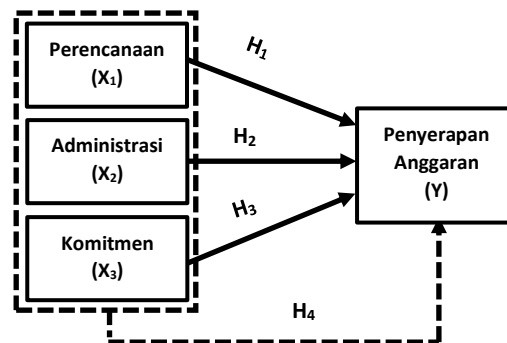 Perencanaan
(X₁)
H₁
Administrasi
(X₂)
H₂
Penyerapan
Anggaran
(Y)
Komitmen
(X₃)
H₃
H₄